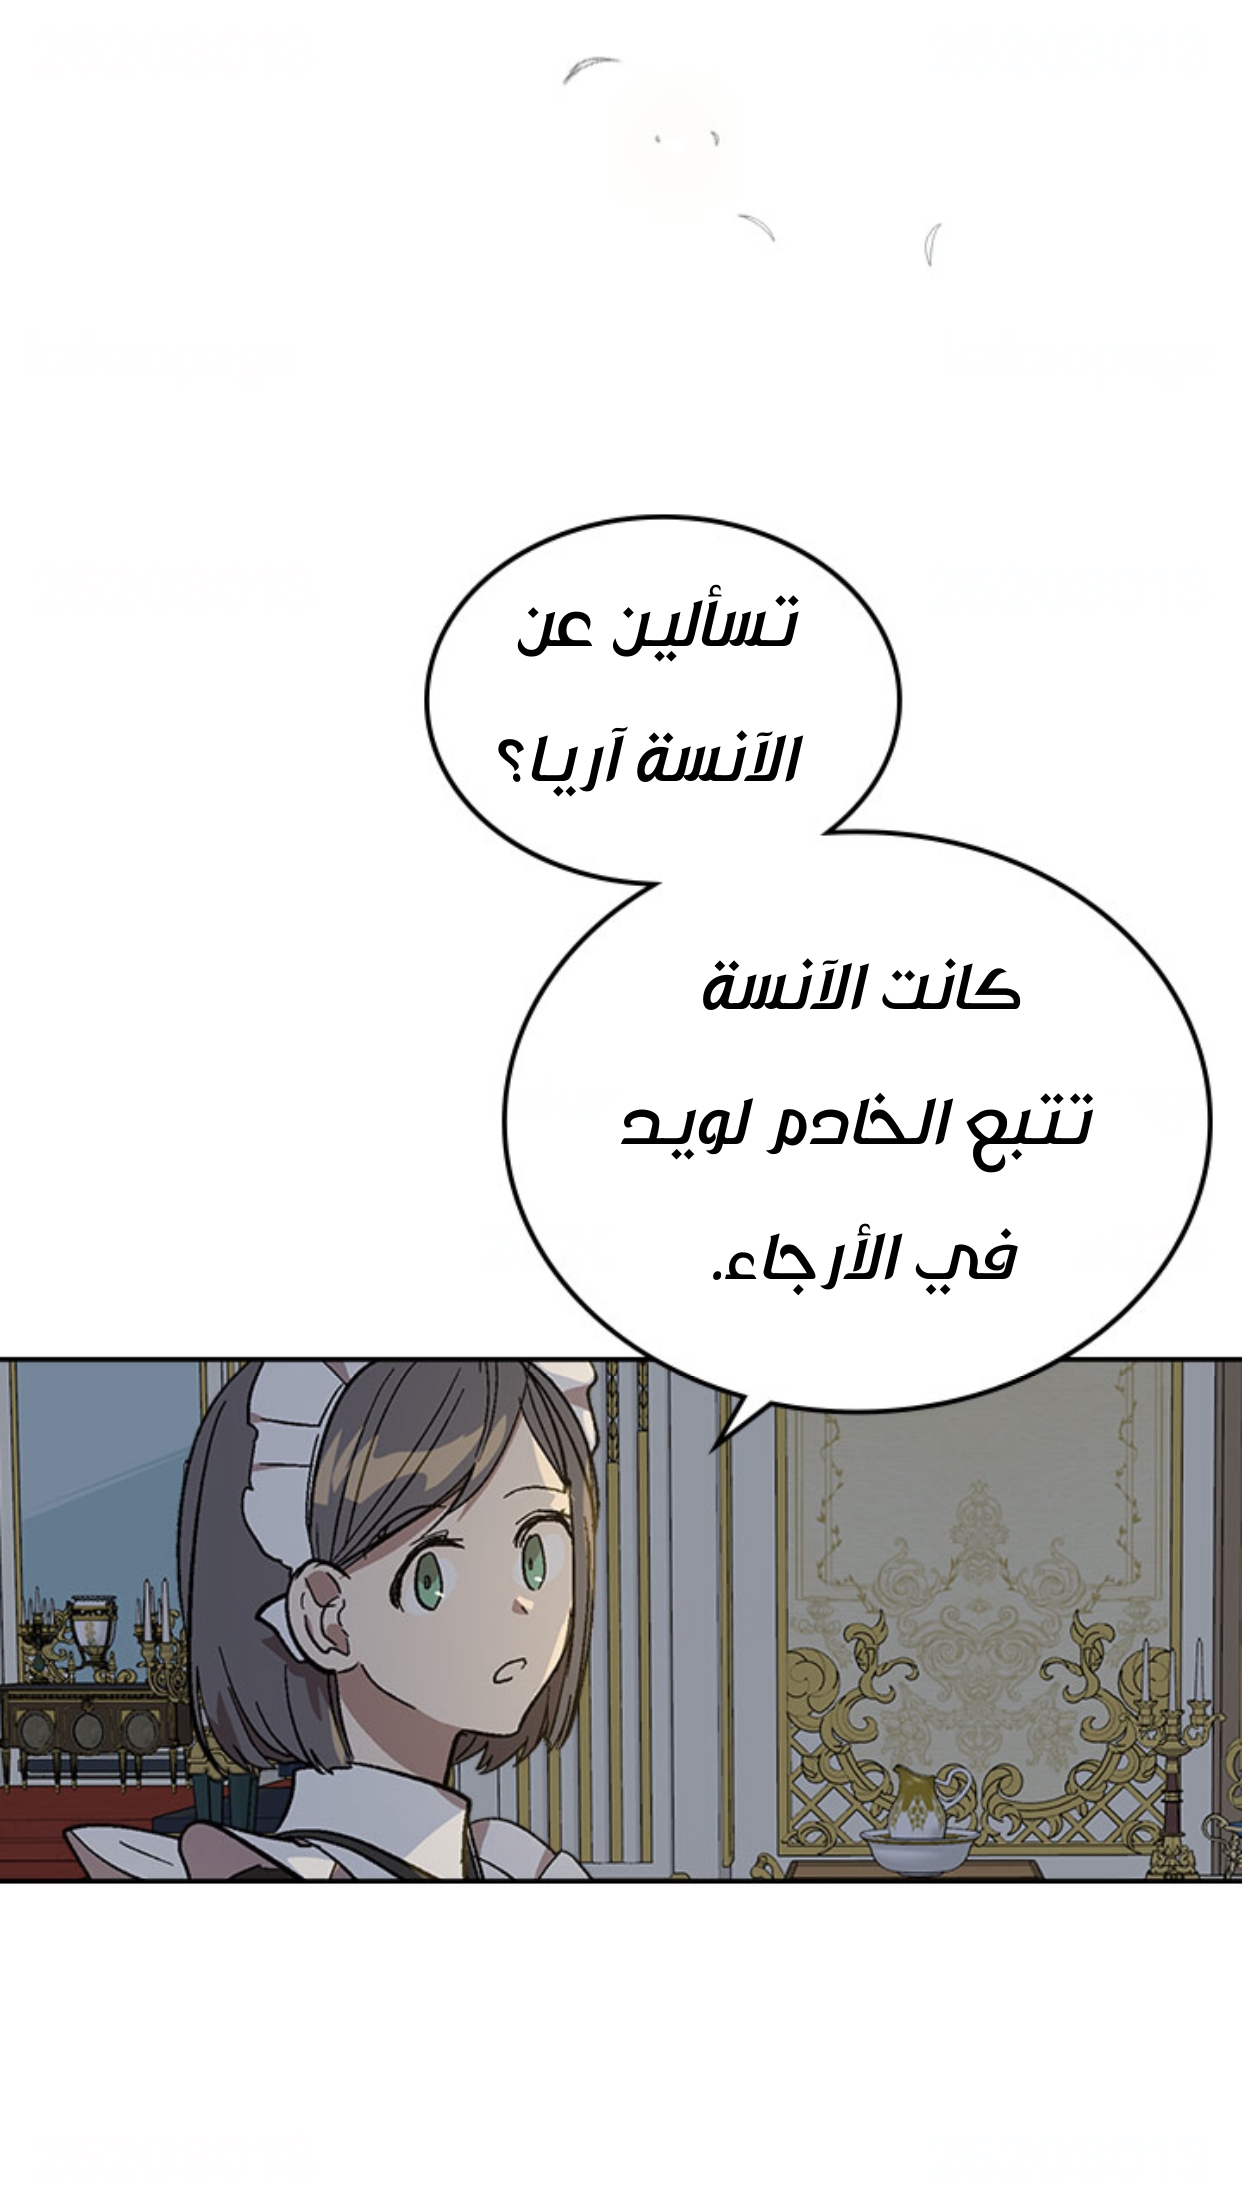 تسألين عن
الآنسة آريا؟
كانت الآنسة
تتبع الخادم لويد
في الأرجاء.